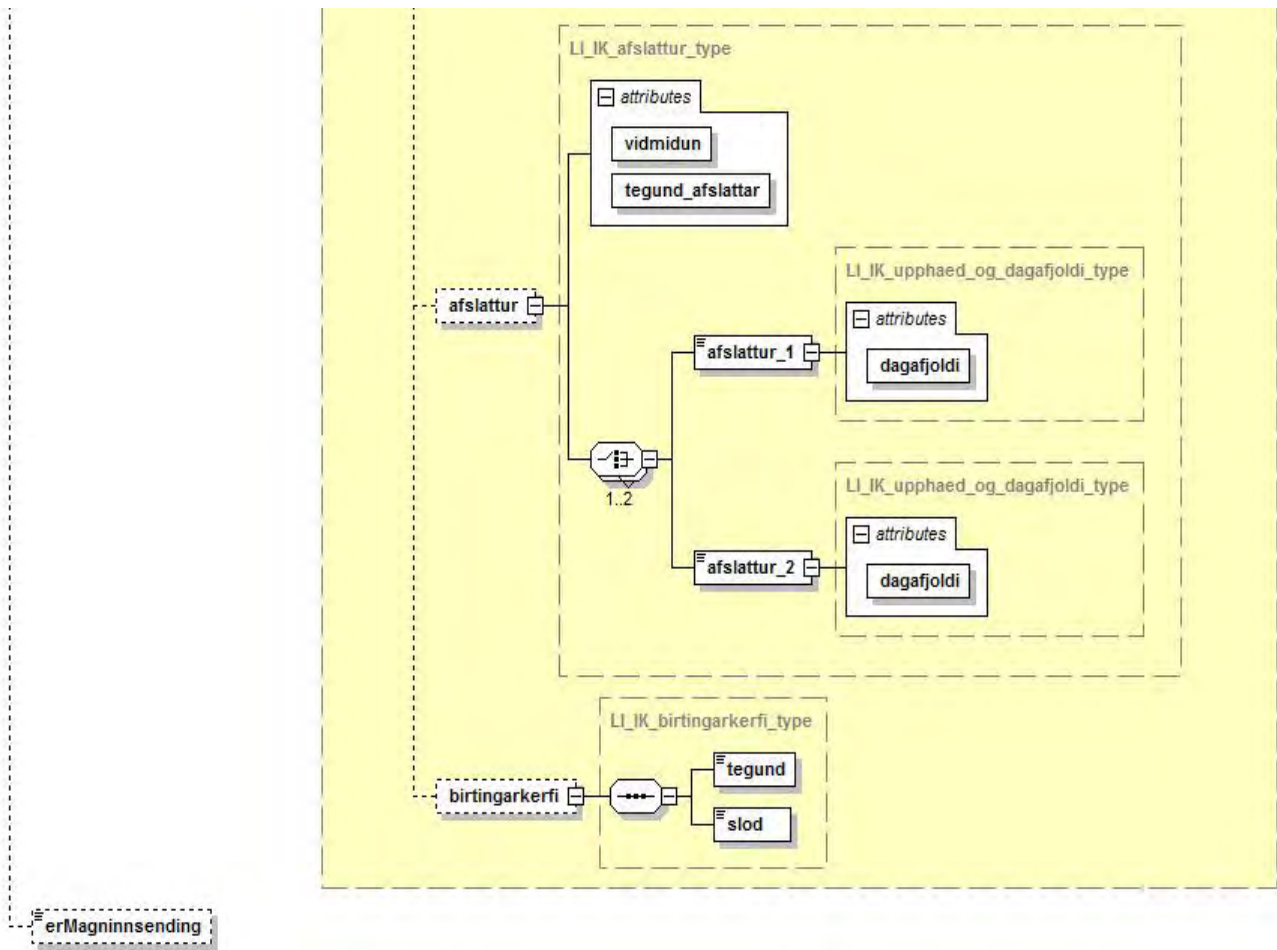 LI_IK_afslattur_type
attributes
vidmidun
tegund_afslattar
LI_IK_upphaed_og_dagafjoldi_type
attributes
afslattur
afslattur_1
dagafjoldi
1..2
LI_IK_upphaed_og_dagafjoldi_type
attributes
afslattur_2
dagafjoldi
LI_IK_birtingarkerfi_type
tegund
birtingarkerfi
slod
erMagninnsending